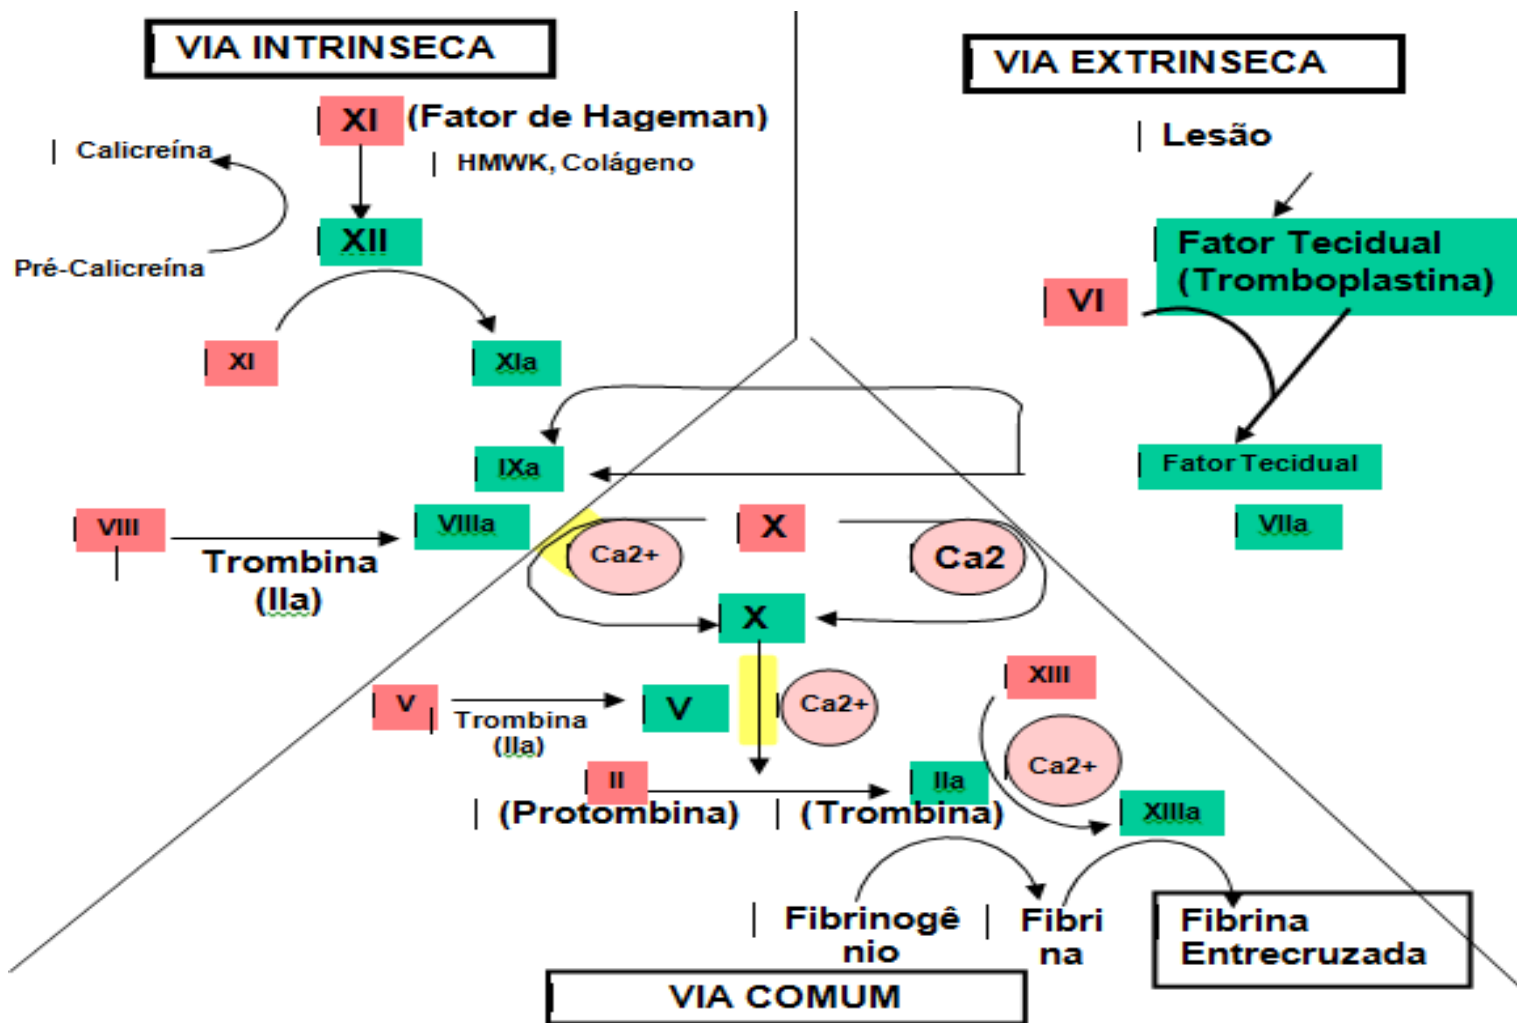 VIA INTRINSECA
VIA EXTRINSECA
XI (Fator de Hageman)
HMWK, Colágeno
Calicreína
Pré-Calicreína
XII
XI
XIa
Lesão
Fator Tecidual
(Tromboplastina)
VI
Fator Tecidual
VIIa
IXa
VIII
VIIIa
Trombina
(IIa)
Ca2+
X
Ca2
X
V
Trombina
(IIa)
V
Ca2+
XIII
Ca2+
XIIIa
II
(Protombina)
IIa
(Trombina)
Fibrinogê
nio
Fibri
na
Fibrina
Entrecruzada
VIA COMUM